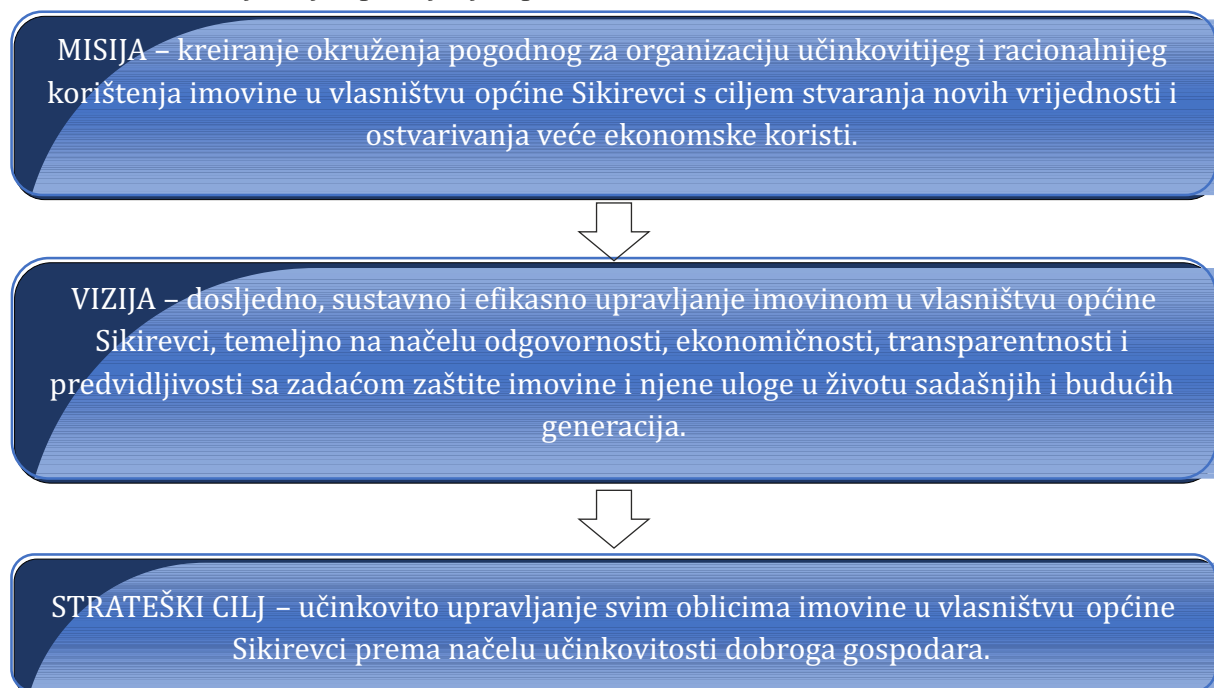 MISIJA – kreiranje okruženja pogodnog za organizaciju učinkovitijeg i racionalnijeg
korištenja imovine u vlasništvu općine Sikirevci s ciljem stvaranja novih vrijednosti i
ostvarivanja veće ekonomske koristi.
VIZIJA – dosljedno, sustavno i efikasno upravljanje imovinom u vlasništvu općine
Sikirevci, temeljno na načelu odgovornosti, ekonomičnosti, transparentnosti i
predvidljivosti sa zadaćom zaštite imovine i njene uloge u životu sadašnjih i budućih
generacija.
STRATEŠKI CILJ – učinkovito upravljanje svim oblicima imovine u vlasništvu općine
Sikirevci prema načelu učinkovitosti dobroga gospodara.